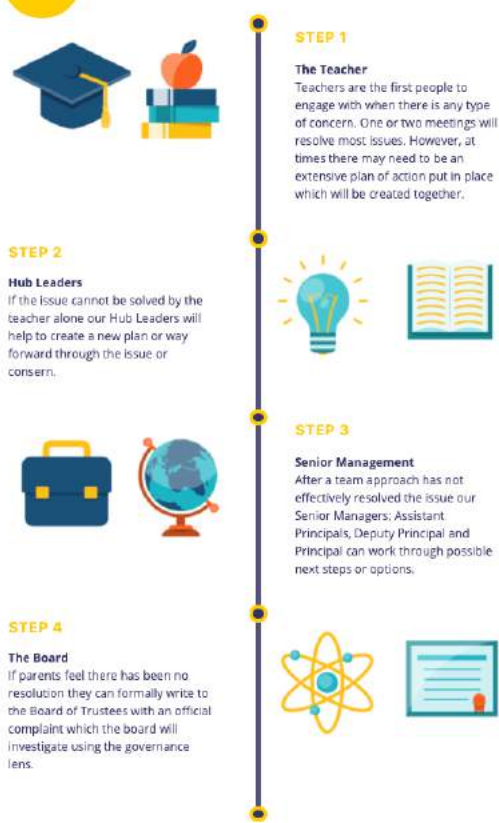 STEP 1
The Teacher
Teachers are the first people to
engage with when there is any type
of concern. One or two meetings will
resolve most issues. However, at
times there may need to be an
extensive plan of action put in place
which will be created together.
STEP 2
Hub Leaders
If the issue cannot be solved by the
teacher alone our Hub Leaders will
help to create a new plan or way
forward through the issue or
consern.
STEP 3
Senior Management
After a team approach has not
effectively resolved the issue our
Senior Managers; Assistant
Principals, Deputy Principal and
Principal can work through possible
next steps or options.
STEP 4
The Board
If parents feel there has been no
resolution they can formally write to
the Board of Trustees with an official
complaint which the board will
investigate using the governance
lens.